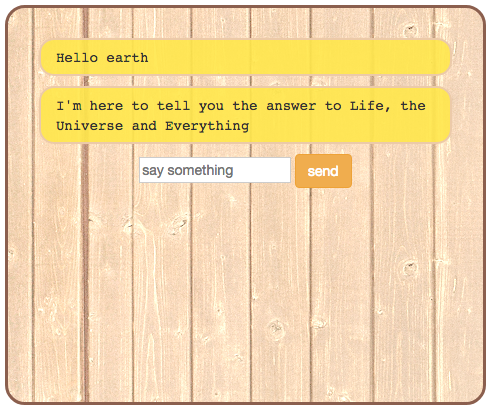 Hello earth
I'm here to tell you the answer to Life, the
Universe and Everything
say something
send